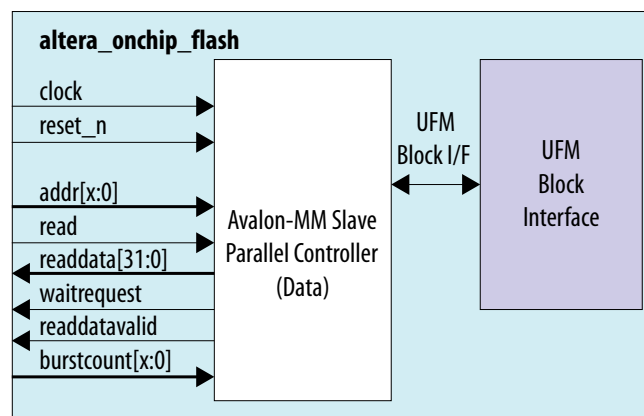 altera_onchip_flash
clock
reset_n
addr[x:0]
read
readdata[31:0]
waitrequest
readdatavalid
burstcount[x:0]
Avalon-MM Slave
Parallel Controller
(Data)
UFM
Block I/F
UFM
Block
Interface